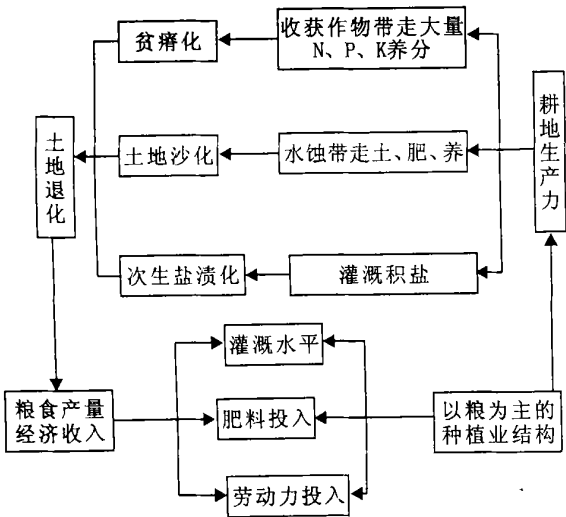 收获作物带走大量
N、P、K养分
贫瘠化
耕地生产力
土地退化
土地沙化
水蚀带走土、肥、养
次生盐渍化
灌溉积盐
灌溉水平
粮食产量
经济收入
肥料投入
以粮为主的
种植业结构
劳动力投入